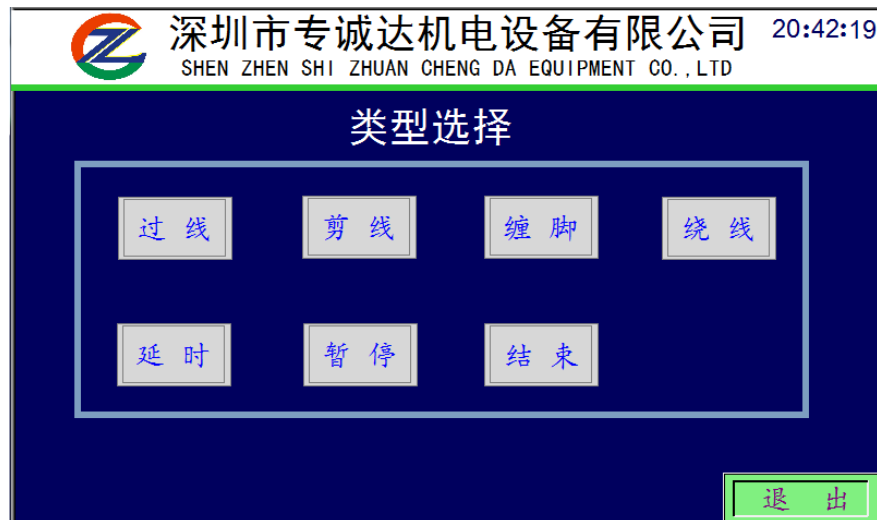 深圳市专诚达机电设备有限公司 20:42:19
SHEN ZHEN SHI ZHUAN CHENG DA EQUIPMENT CO.,LTD
类型选择
过 线 剪 线 缠 脚 绕 线
延 时 暂 停 结 束
退 出